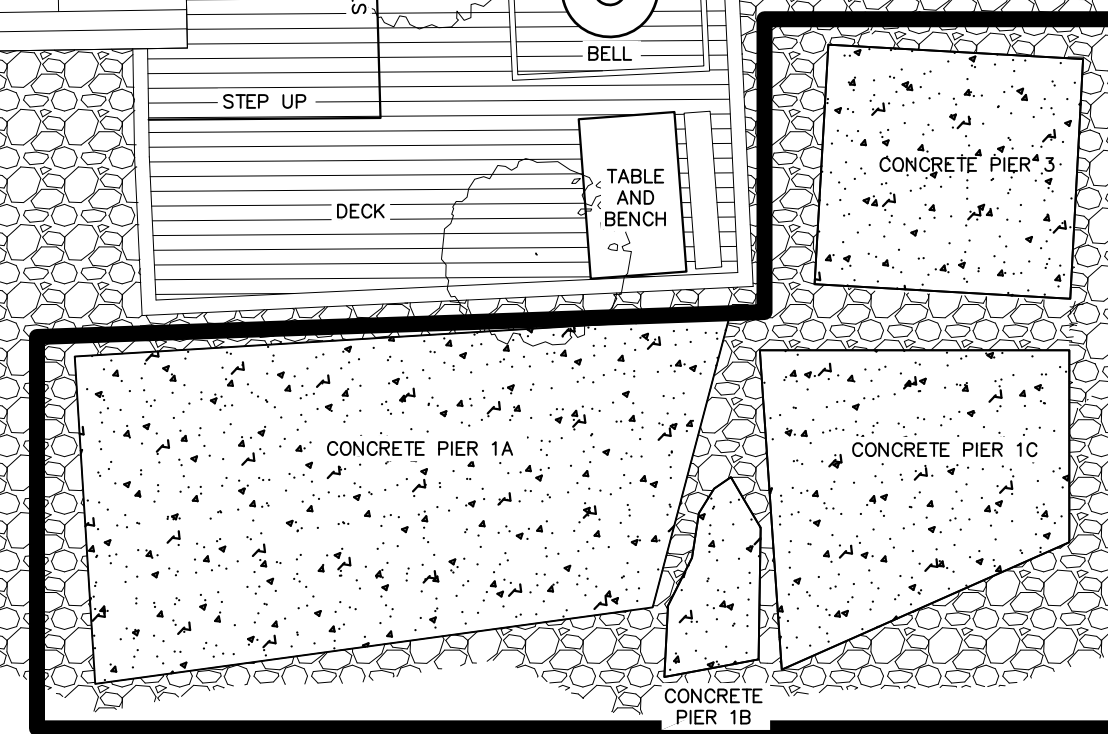 BELL
STEP UP
TABLE
AND
BENCH
DECK
CONCRETE PIER 3
CONCRETE PIER 1A
CONCRETE PIER 1C
CONCRETE
PIER 1B